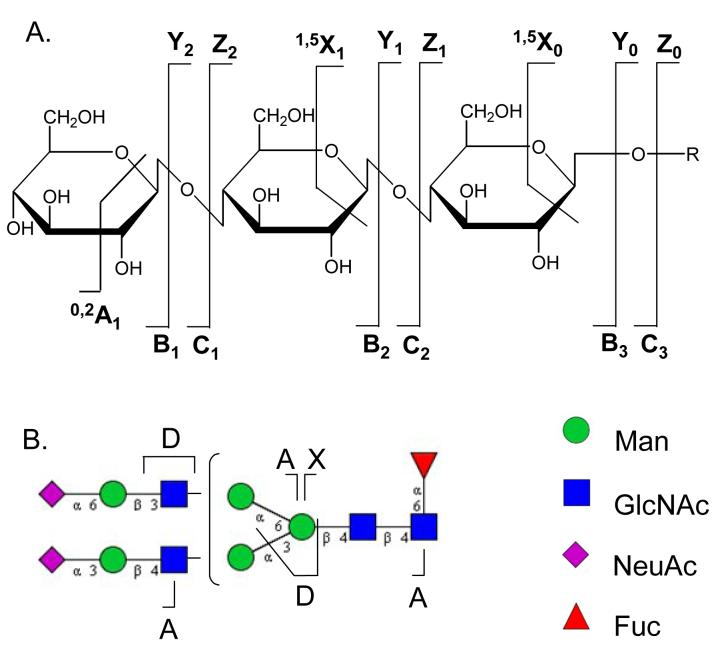 A.
Y2 Z2 1,5X1 Y1 Z1 1,5X0 Y0 Z0
CH2OH CH2OH CH2OH
O O O
O R
OH OH OH
O O
OH
OH OH OH
0,2A1
B1 C1 B2 C2 B3 C3
B.
D A X
α 6 β 3
α 6
α 6
β 4 β 4
α 3
α 3 β 4
D A
A
Man
GlcNAc
NeuAc
Fuc